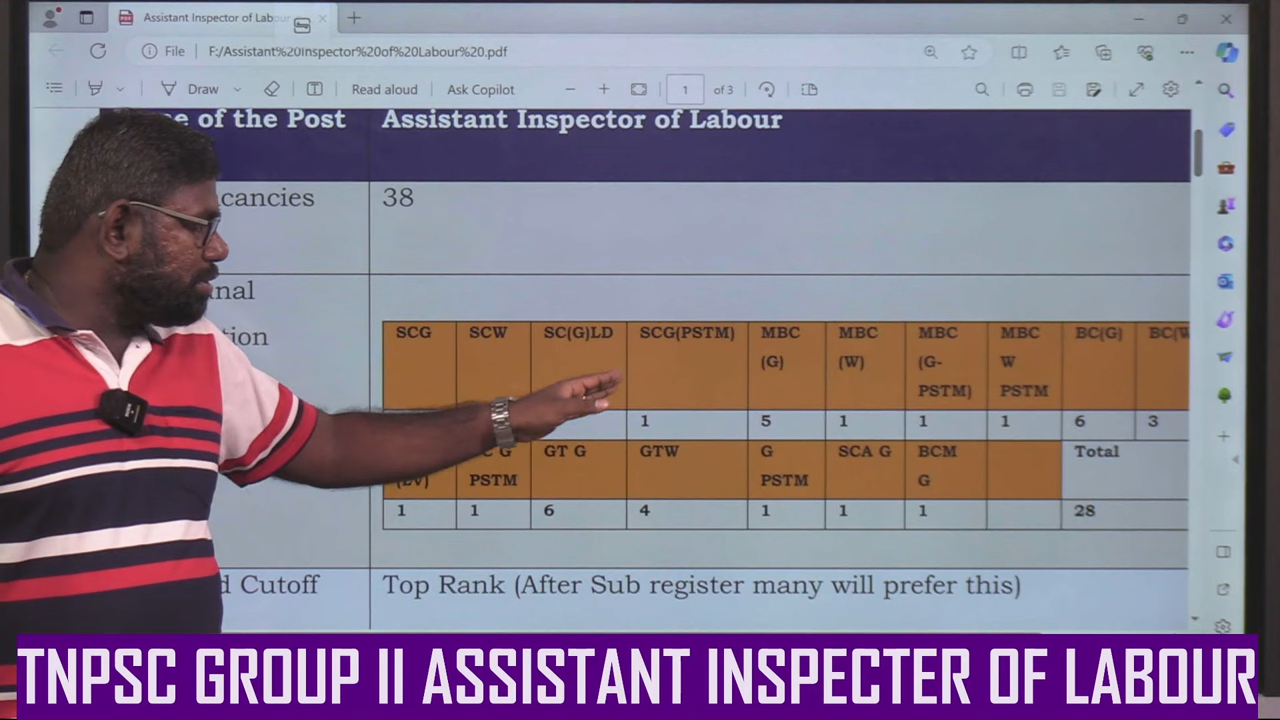 Assistant Inspector of Labour
File F:/Assistant%20Inspector%20of%20Labour%20.pdf
Draw Read aloud Ask Copilot 1 of 3
of the Post Assistant Inspector of Labour
38
SCG SCW SC(G)LD SCG(PSTM) MBC MBC MBC MBC BC(G)
(G) (W) (G- W
PSTM) PSTM
1 5 1 1 1 6 3
GT G GTW G SCA G BCM Total
PSTM PSTM G
1 1 6 4 1 1 1 28
Cutoff Top Rank (After Sub register many will prefer this)
TNPSC GROUP II ASSISTANT INSPECTER OF LABOUR